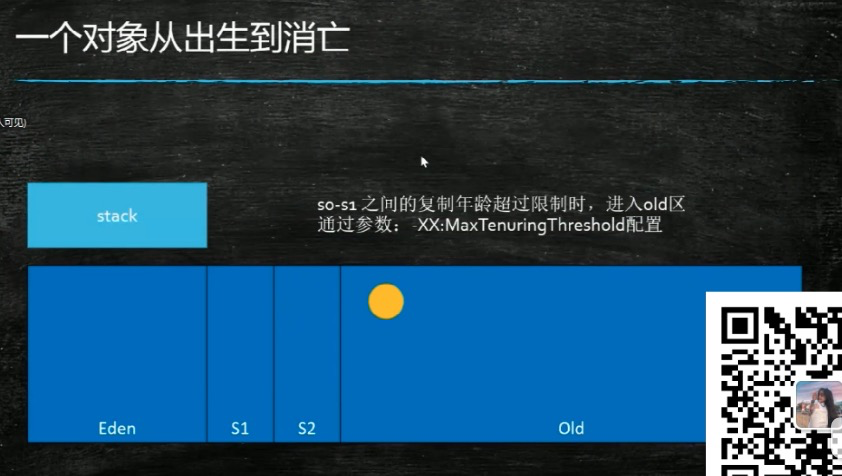 一个对象从出生到消亡
人可见)
stack
s0-s1 之间的复制年龄超过限制时，进入old区
通过参数： -XX:MaxTenuringThreshold配置
Eden
S1
S2
Old